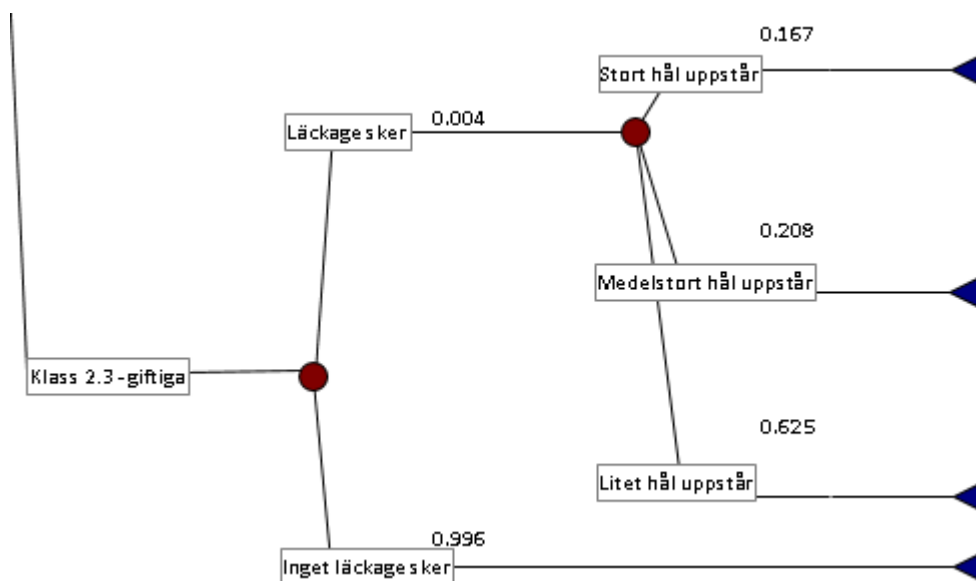 0.167
Stort hål uppstår
Läckage sker
0.004
0.208
Medelstort hål uppstår
Klass 2.3 -giftiga
0.625
Litet hål uppstår
0.996
Inget läckage sker